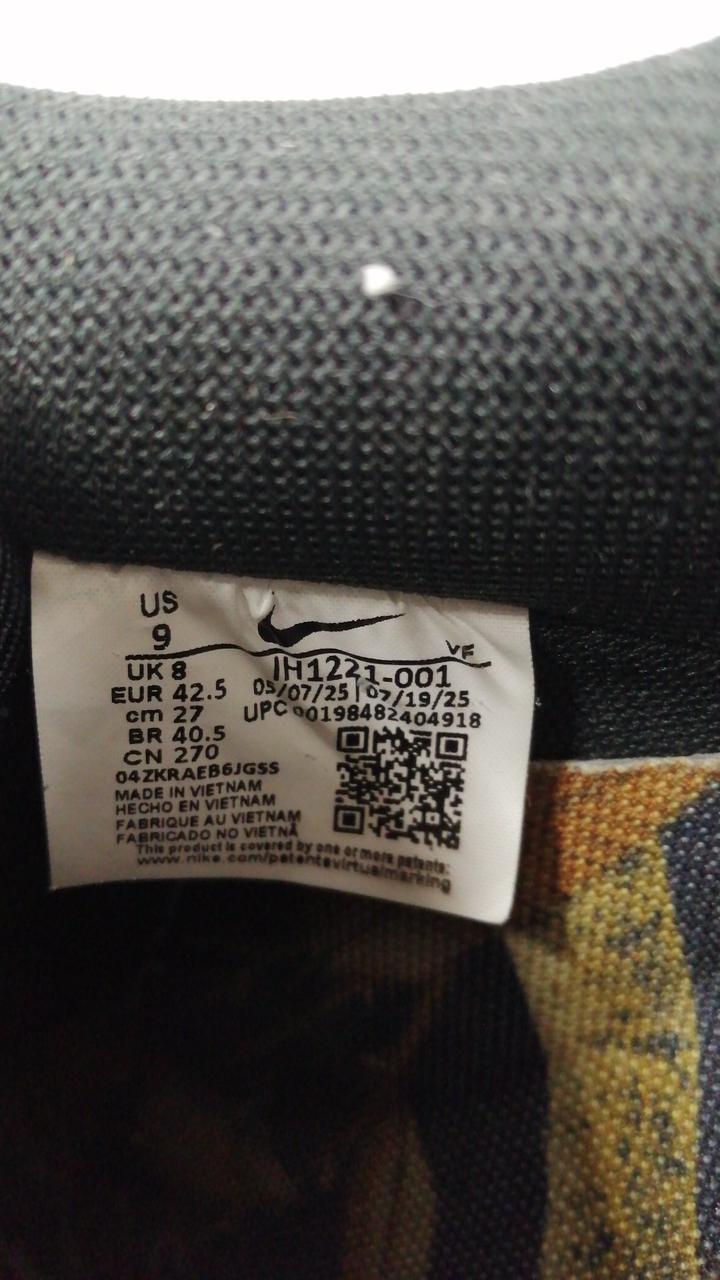 US
9
VF
UK 8
IH1221-001
EUR 42.5
05/07/25 | 07/19/25
cm 27
UPC 00198482404918
BR 40.5
CN 270
04ZKRAEB6JGSS
MADE IN VIETNAM
HECHO EN VIETNAM
FABRIQUE AU VIETNAM
FABRICADO NO VIETNÃ
This product is covered by one or more patents:
www.nike.com/patentsvirtualmarking